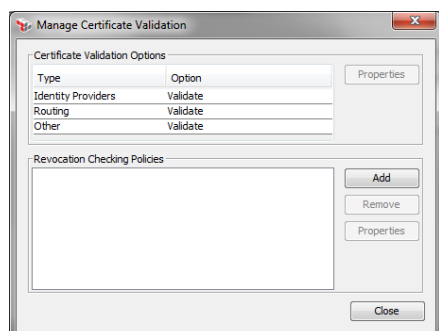 Manage Certificate Validation
Certificate Validation Options
Type Option
Identity Providers Validate
Routing Validate
Other Validate
Properties
Revocation Checking Policies
Add
Remove
Properties
Close